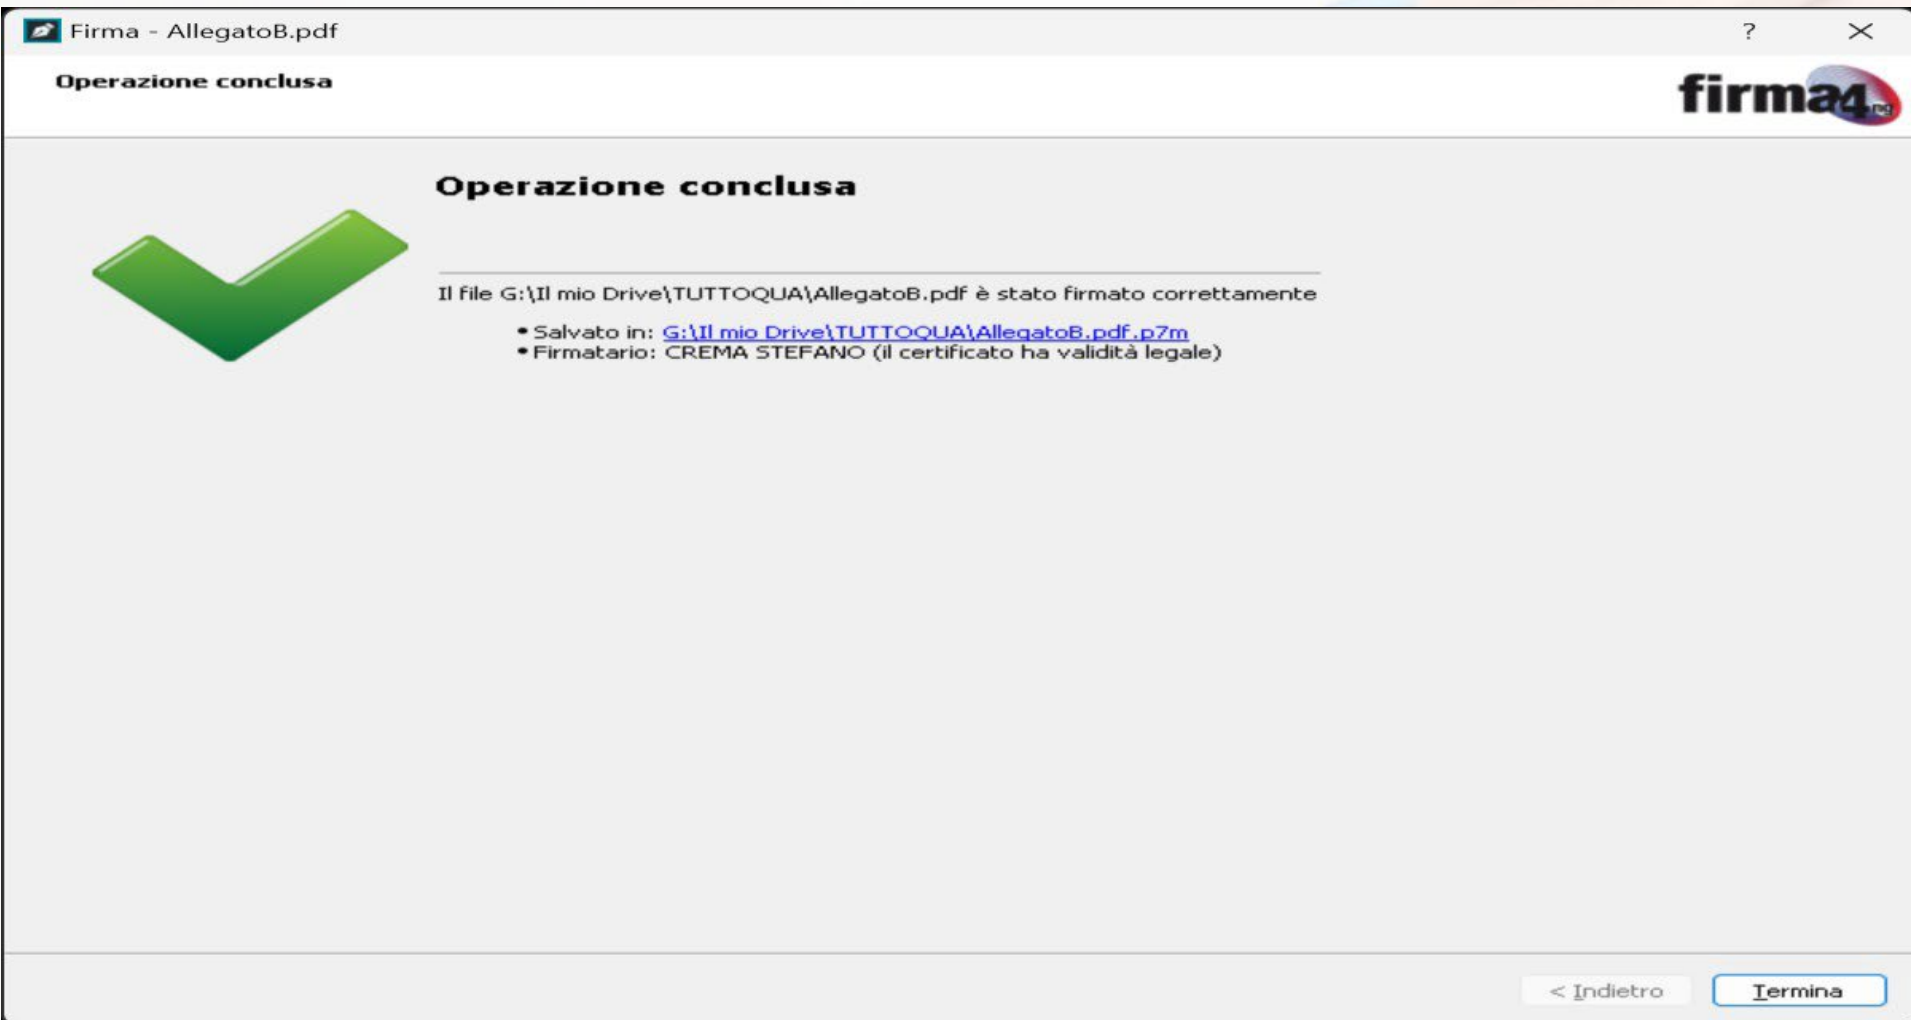 Firma - AllegatoB.pdf
?
Operazione conclusa
firma4ng
Operazione conclusa
Il file G:\Il mio Drive\TUTTOQUA\AllegatoB.pdf è stato firmato correttamente
• Salvato in: G:\Il mio Drive\TUTTOQUA\AllegatoB.pdf.p7m
• Firmatario: CREMA STEFANO (il certificato ha validità legale)
< Indietro
Termina